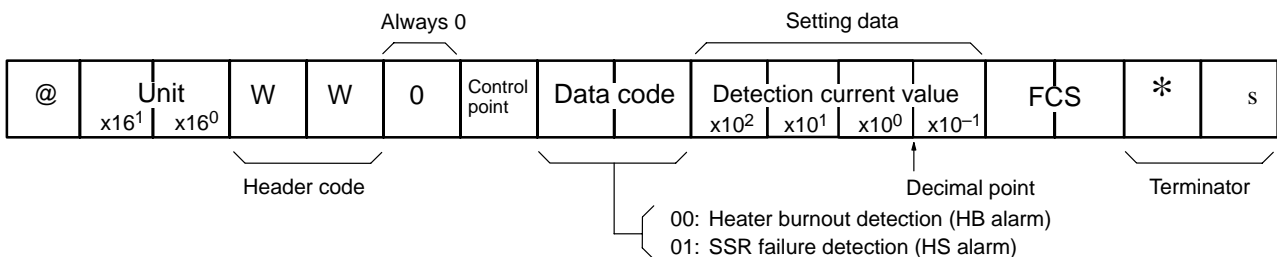 Always 0 Setting data
@ Unit W W 0 Control point Data code Detection current value FCS * s
x16¹ x16⁰ x10² x10¹ x10⁰ x10⁻¹
Header code Decimal point Terminator
00: Heater burnout detection (HB alarm)
01: SSR failure detection (HS alarm)